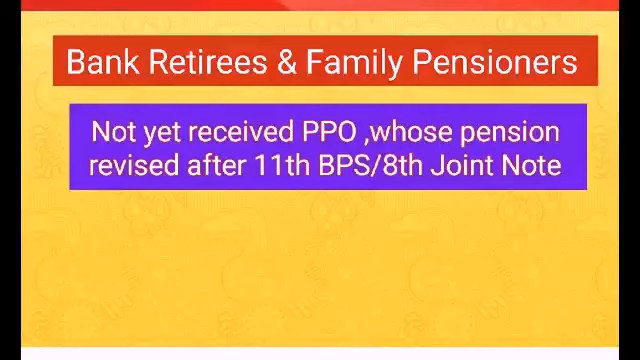 Bank Retirees & Family Pensioners
Not yet received PPO ,whose pension
revised after 11th BPS/8th Joint Note